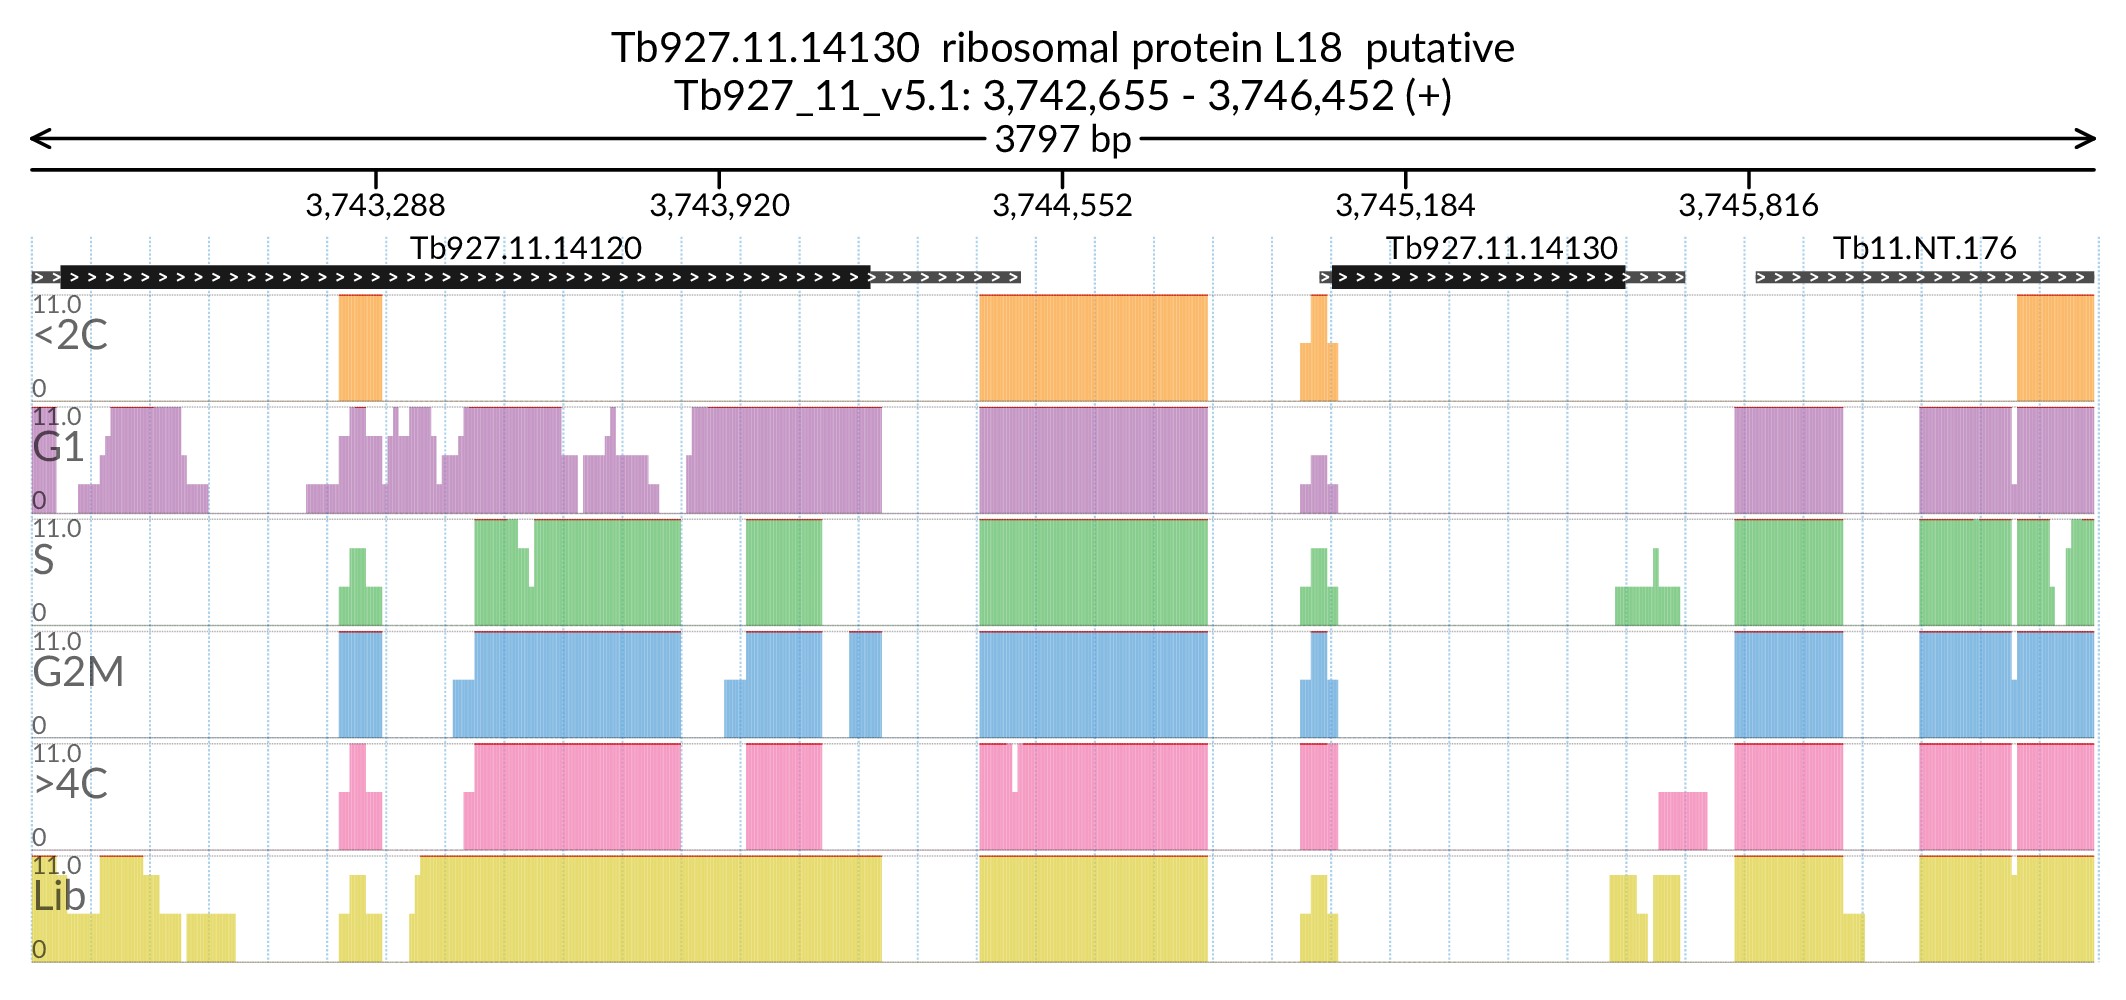 Tb927.11.14130  ribosomal protein L18  putative
Tb927_11_v5.1: 3,742,655 - 3,746,452 (+)
3797 bp
3,743,288 3,743,920 3,744,552 3,745,184 3,745,816
Tb927.11.14120 Tb927.11.14130 Tb11.NT.176
11.0
<2C
0
11.0
G1
0
11.0
S
0
11.0
G2M
0
11.0
>4C
0
11.0
Lib
0